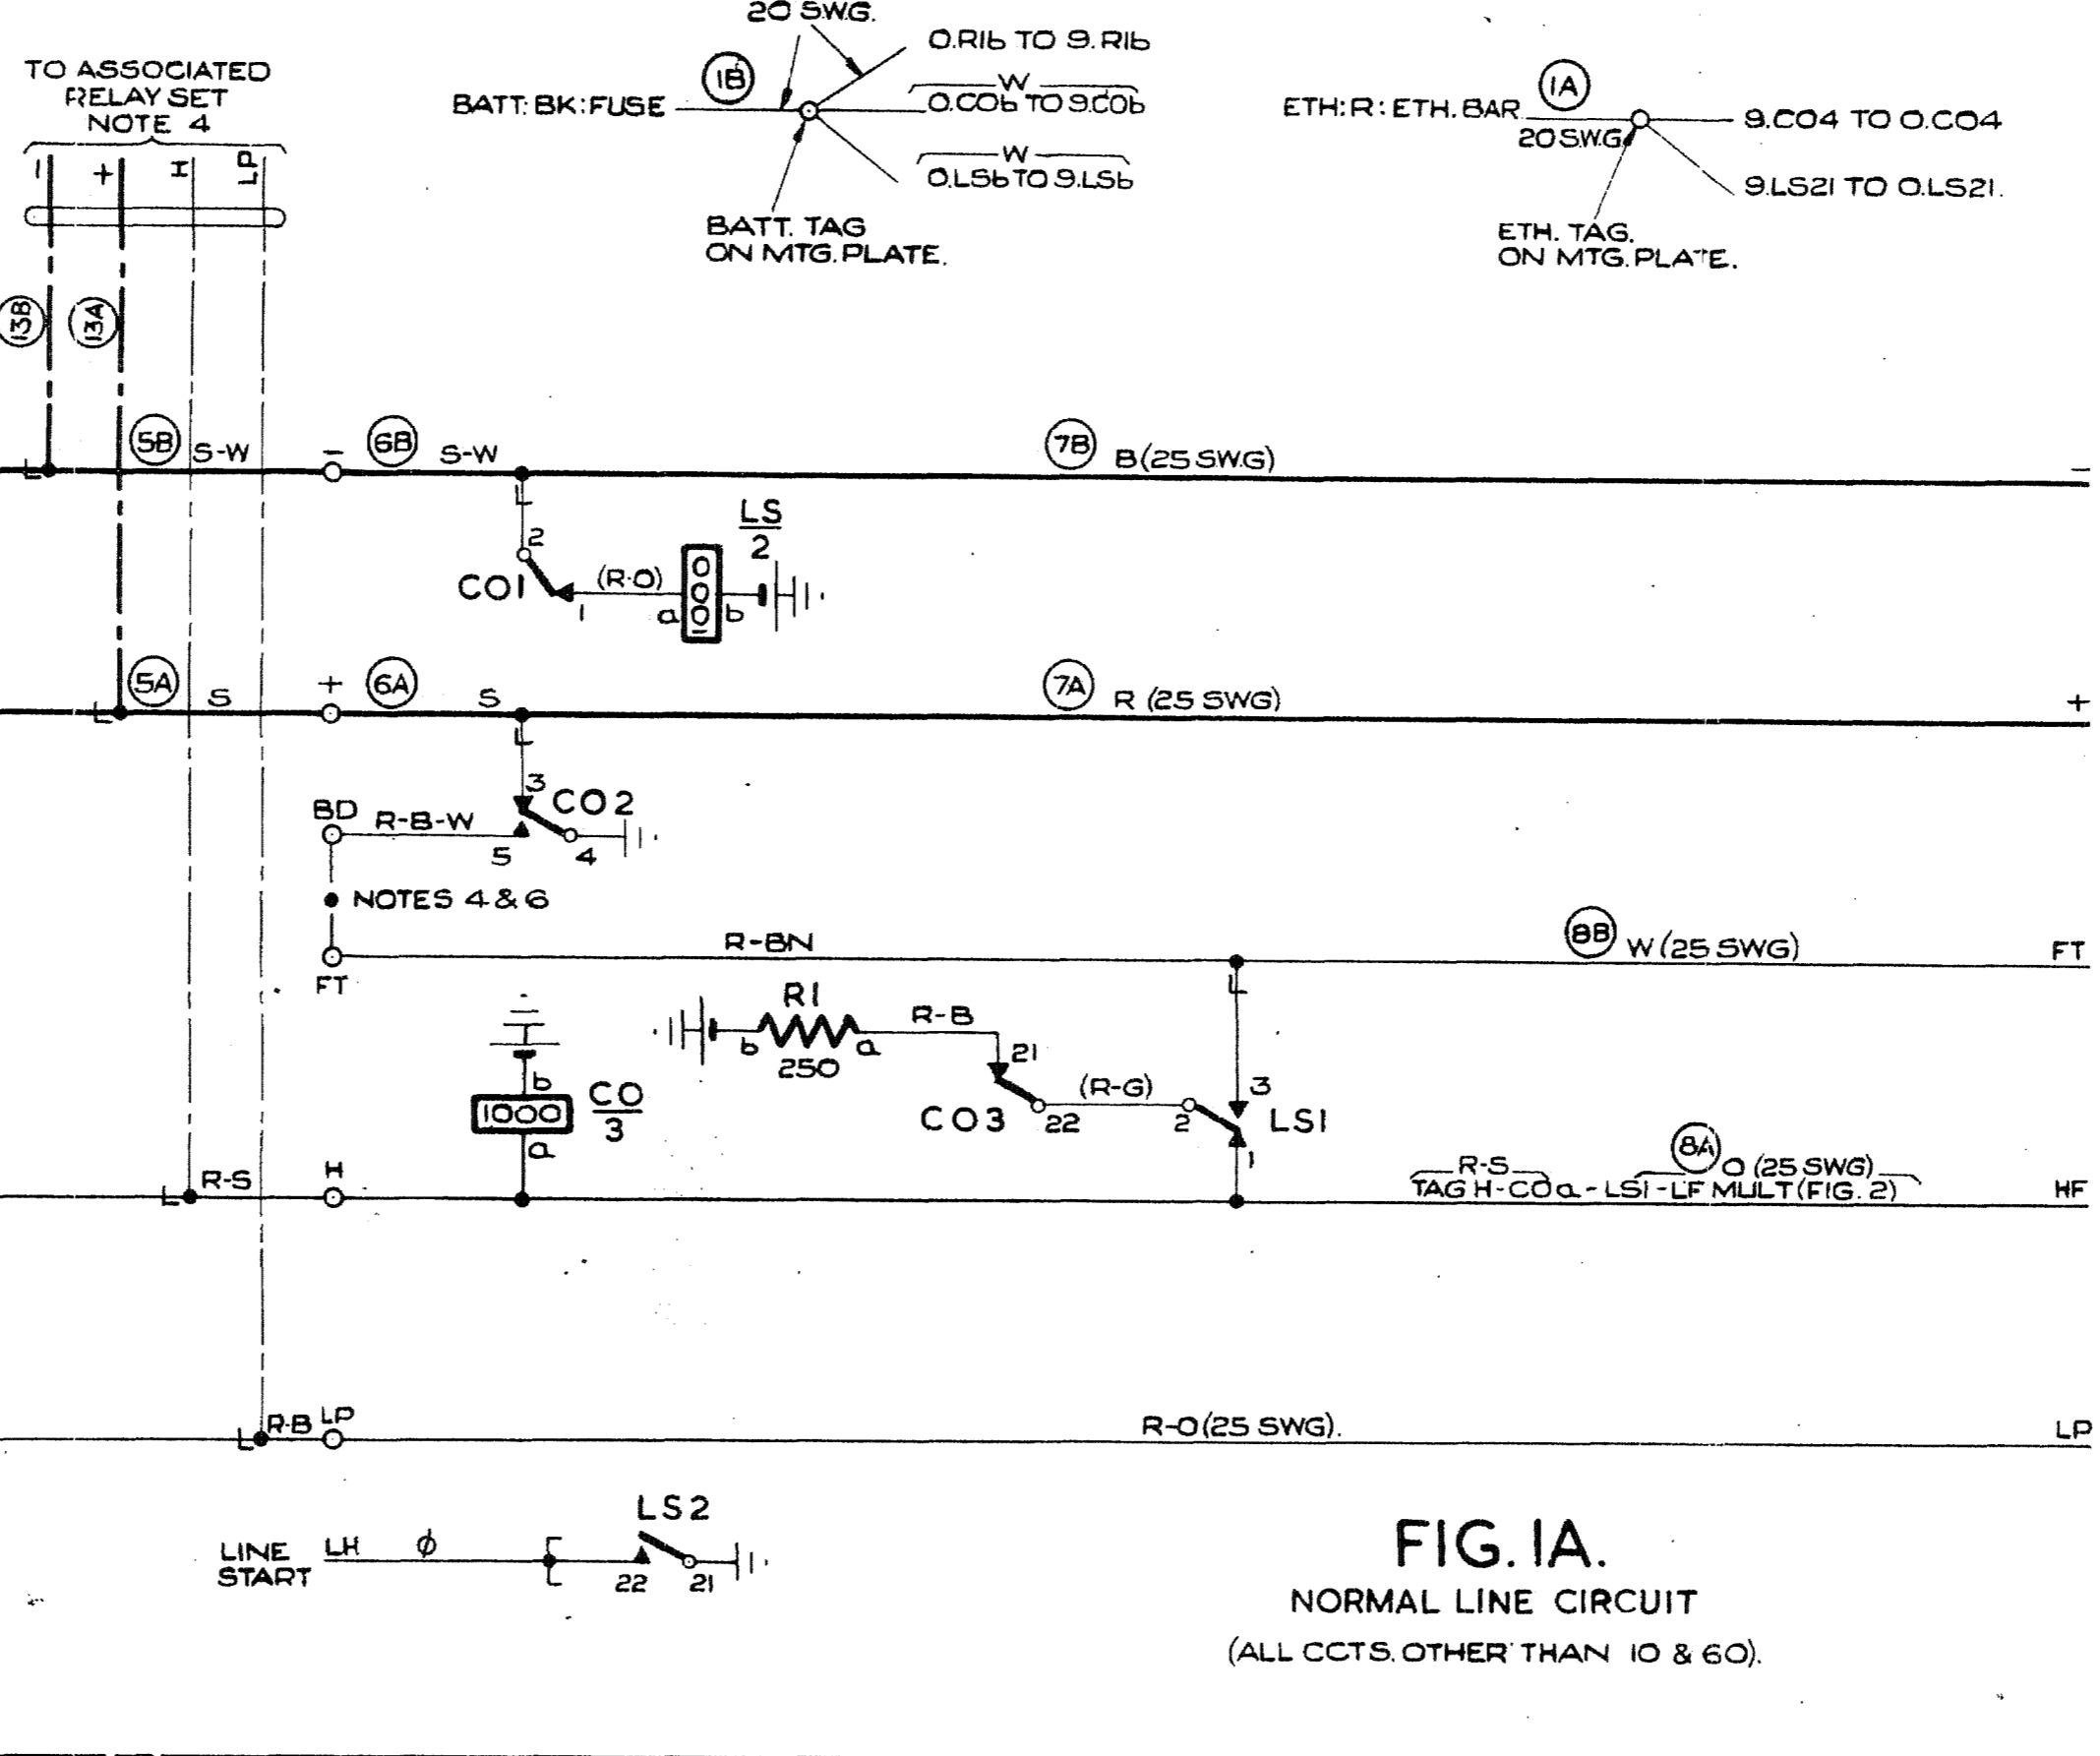 20 S.W.G.
TO ASSOCIATED
RELAY SET
NOTE 4
- + H LP
BATT: BK: FUSE
1B
0.R1b TO 9.R1b
W
0.COb TO 9.COb
W
0.LSb TO 9.LSb
BATT. TAG
ON MTG. PLATE.
ETH: R: ETH. BAR
1A
20 S.W.G
9.CO4 TO 0.CO4
9.LS21 TO 0.LS21.
ETH. TAG.
ON MTG. PLATE.
13B 13A
L 5B S-W - 6B S-W 7B B (25 S.W.G) -
L
2
CO1
1
(R-O)
a
1000
b
LS
2
L 5A S + 6A S 7A R (25 SWG) +
L
3
CO2
BD R-B-W
5 4
NOTES 4 & 6
FT R-BN 8B W (25 SWG) FT
L
b
1000
CO
3
a
R1
b 250 a
R-B
21
CO3
22
(R-G)
2
3
LS1
1
L R-S H
R-S 8A O (25 SWG)
TAG H-COa-LS1-LF MULT (FIG. 2)
HF
L R-B LP R-O (25 SWG). LP
LINE
START
LH ϕ
LS2
22 21
FIG. 1A.
NORMAL LINE CIRCUIT
(ALL CCTS. OTHER THAN 10 & 60).